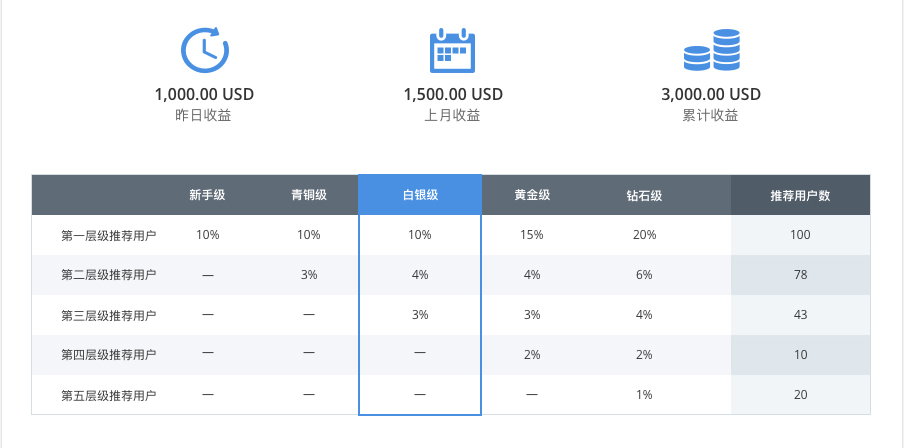 1,000.00 USD 1,500.00 USD 3,000.00 USD
昨日收益 上月收益 累计收益
新手级 青铜级 白银级 黄金级 钻石级 推荐用户数
第一层级推荐用户 10% 10% 10% 15% 20% 100
第二层级推荐用户 — 3% 4% 4% 6% 78
第三层级推荐用户 — — 3% 3% 4% 43
第四层级推荐用户 — — — 2% 2% 10
第五层级推荐用户 — — — — 1% 20